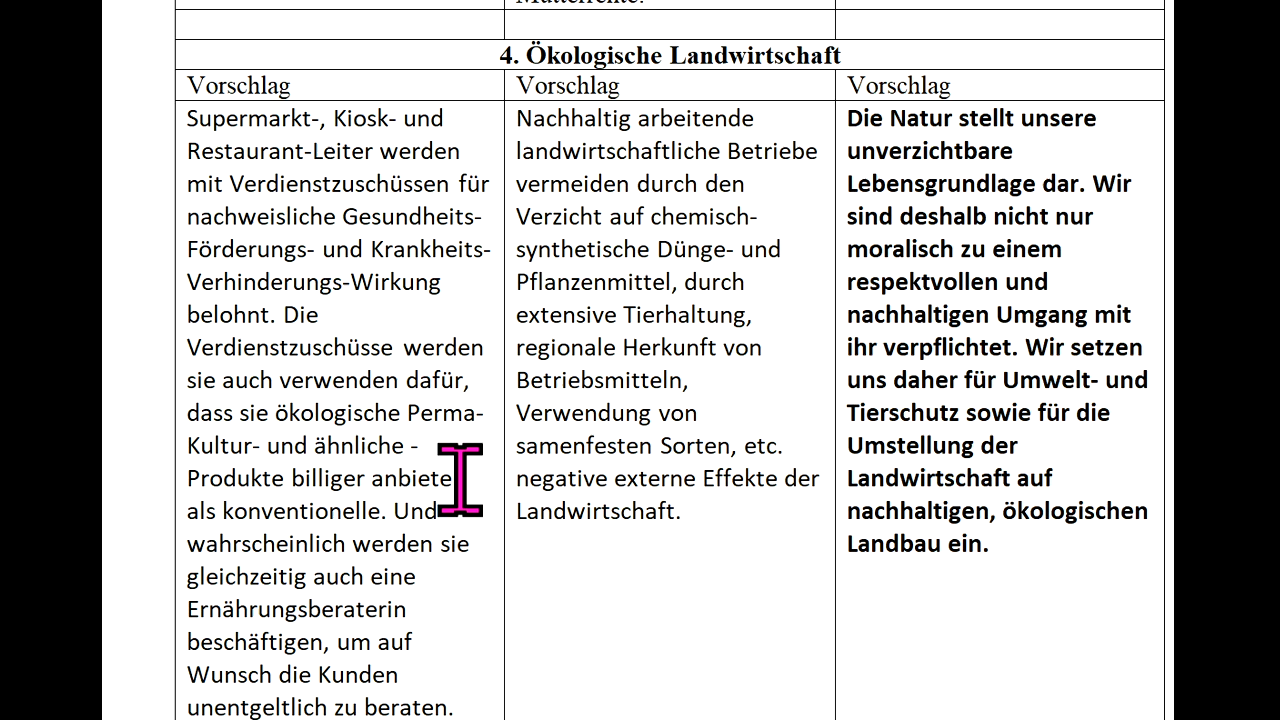 4. Ökologische Landwirtschaft
Vorschlag
Supermarkt-, Kiosk- und
Restaurant-Leiter werden
mit Verdienstzuschüssen für
nachweisliche Gesundheits-
Förderungs- und Krankheits-
Verhinderungs-Wirkung
belohnt. Die
Verdienstzuschüsse werden
sie auch verwenden dafür,
dass sie ökologische Perma-
Kultur- und ähnliche -
Produkte billiger anbiete
als konventionelle. Und
wahrscheinlich werden sie
gleichzeitig auch eine
Ernährungsberaterin
beschäftigen, um auf
Wunsch die Kunden
unentgeltlich zu beraten.
Vorschlag
Nachhaltig arbeitende
landwirtschaftliche Betriebe
vermeiden durch den
Verzicht auf chemisch-
synthetische Dünge- und
Pflanzenmittel, durch
extensive Tierhaltung,
regionale Herkunft von
Betriebsmitteln,
Verwendung von
samenfesten Sorten, etc.
negative externe Effekte der
Landwirtschaft.
Vorschlag
Die Natur stellt unsere
unverzichtbare
Lebensgrundlage dar. Wir
sind deshalb nicht nur
moralisch zu einem
respektvollen und
nachhaltigen Umgang mit
ihr verpflichtet. Wir setzen
uns daher für Umwelt- und
Tierschutz sowie für die
Umstellung der
Landwirtschaft auf
nachhaltigen, ökologischen
Landbau ein.